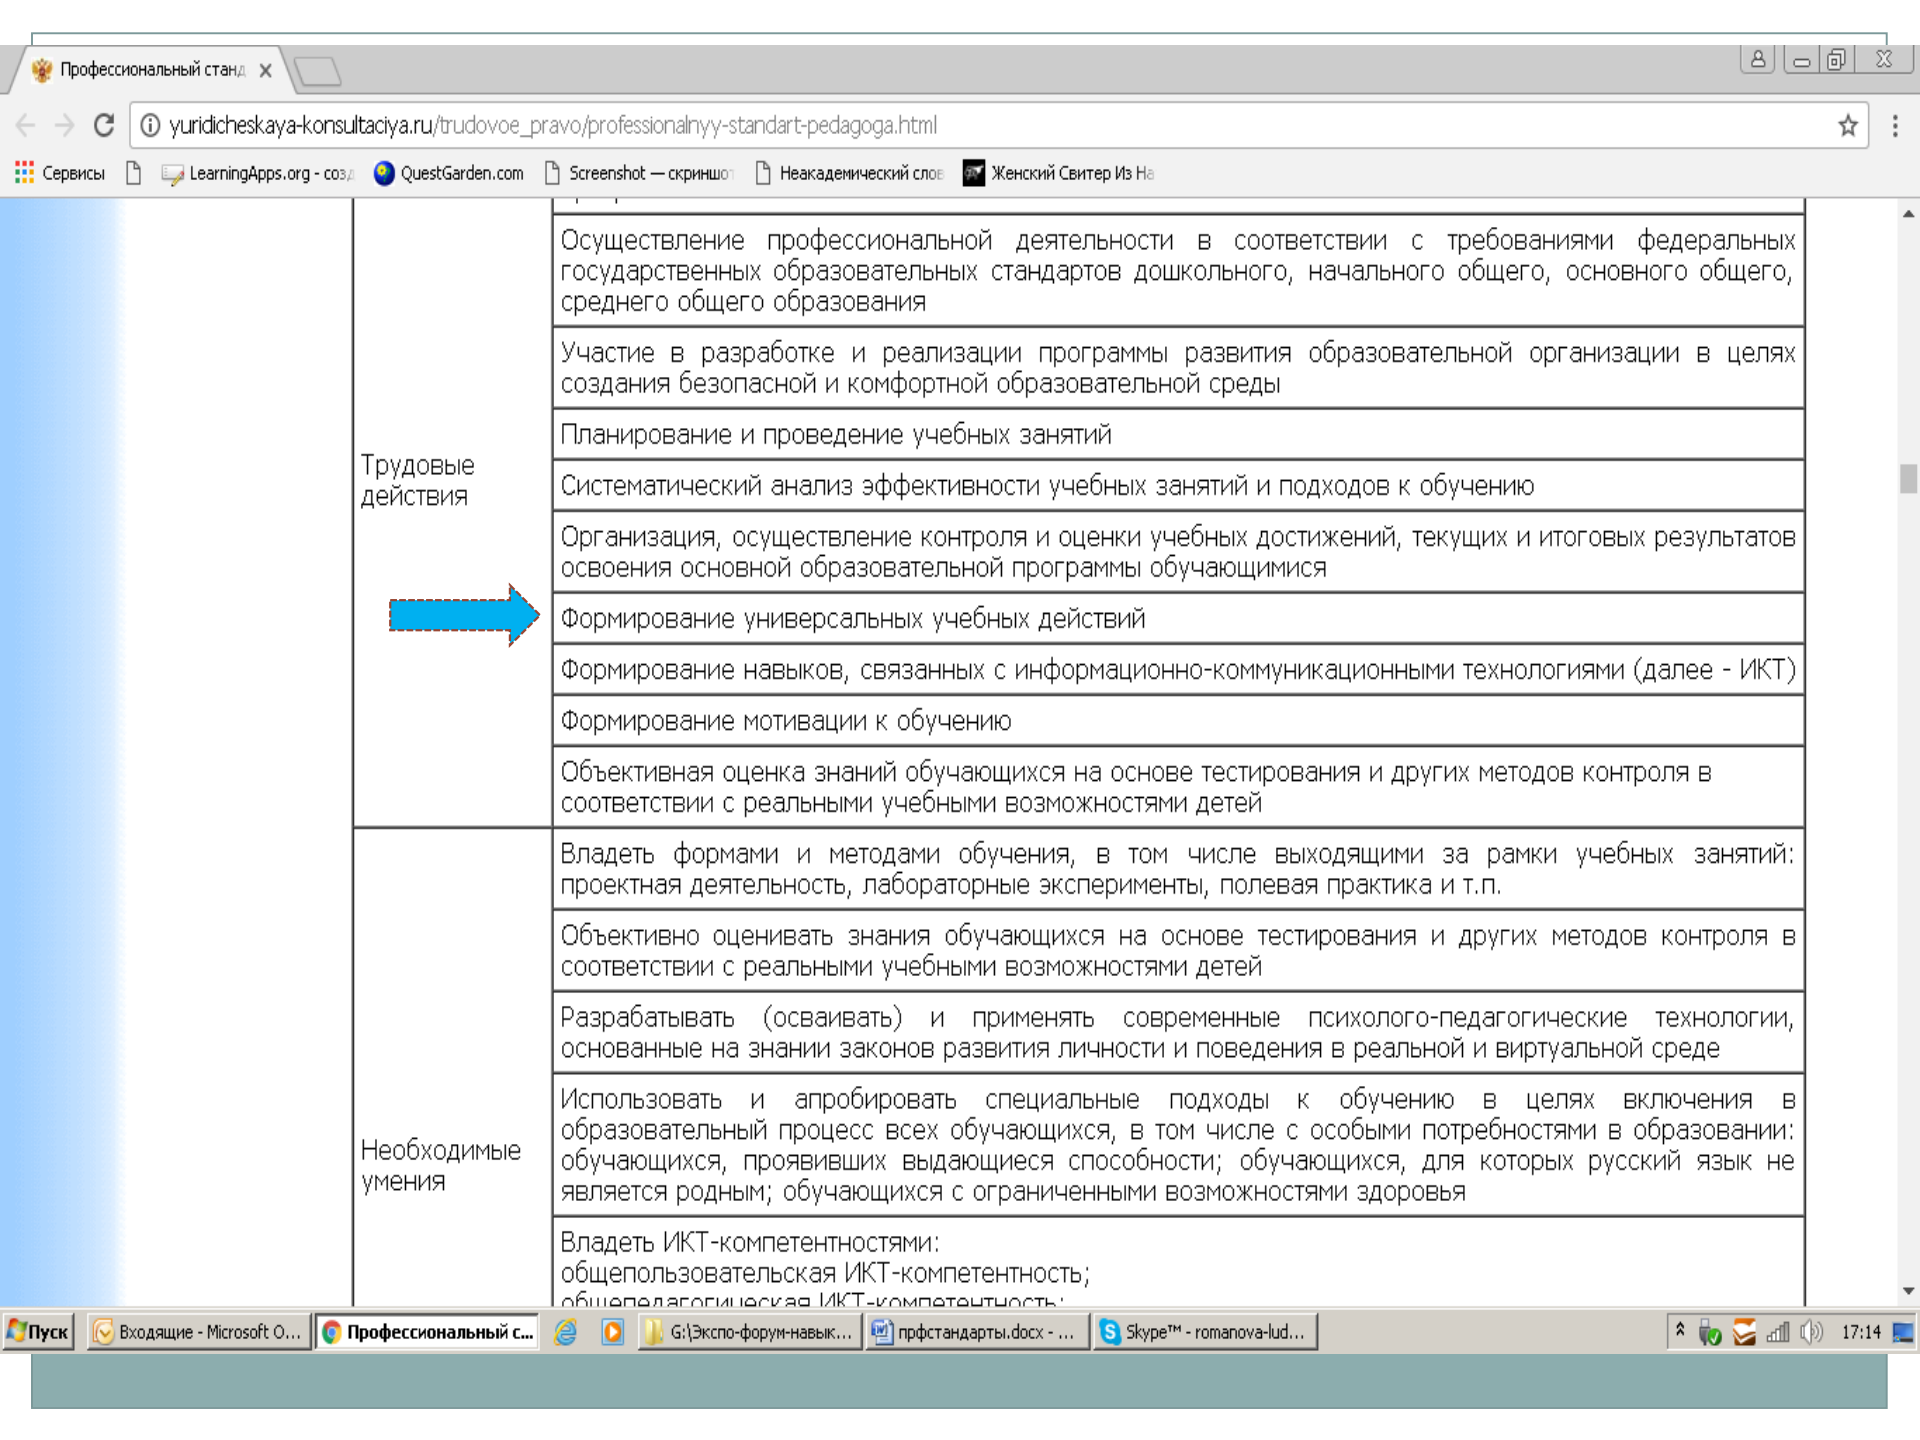 Профессиональный станд
yuridicheskaya-konsultaciya.ru/trudovoe_pravo/professionalnyy-standart-pedagoga.html
Сервисы LearningApps.org - созд QuestGarden.com Screenshot — скриншот Неакадемический слов Женский Свитер Из На
Осуществление профессиональной деятельности в соответствии с требованиями федеральных
государственных образовательных стандартов дошкольного, начального общего, основного общего,
среднего общего образования
Участие в разработке и реализации программы развития образовательной организации в целях
создания безопасной и комфортной образовательной среды
Планирование и проведение учебных занятий
Трудовые
действия
Систематический анализ эффективности учебных занятий и подходов к обучению
Организация, осуществление контроля и оценки учебных достижений, текущих и итоговых результатов
освоения основной образовательной программы обучающимися
Формирование универсальных учебных действий
Формирование навыков, связанных с информационно-коммуникационными технологиями (далее - ИКТ)
Формирование мотивации к обучению
Объективная оценка знаний обучающихся на основе тестирования и других методов контроля в
соответствии с реальными учебными возможностями детей
Владеть формами и методами обучения, в том числе выходящими за рамки учебных занятий:
проектная деятельность, лабораторные эксперименты, полевая практика и т.п.
Объективно оценивать знания обучающихся на основе тестирования и других методов контроля в
соответствии с реальными учебными возможностями детей
Разрабатывать (осваивать) и применять современные психолого-педагогические технологии,
основанные на знании законов развития личности и поведения в реальной и виртуальной среде
Необходимые
умения
Использовать и апробировать специальные подходы к обучению в целях включения в
образовательный процесс всех обучающихся, в том числе с особыми потребностями в образовании:
обучающихся, проявивших выдающиеся способности; обучающихся, для которых русский язык не
является родным; обучающихся с ограниченными возможностями здоровья
Владеть ИКТ-компетентностями:
общепользовательская ИКТ-компетентность;
общепедагогическая ИКТ-компетентность;
Пуск Входящие - Microsoft O... Профессиональный с... G:\Экспо-форум-навык... прфстандарты.docx - ... Skype™ - romanova-lud... 17:14